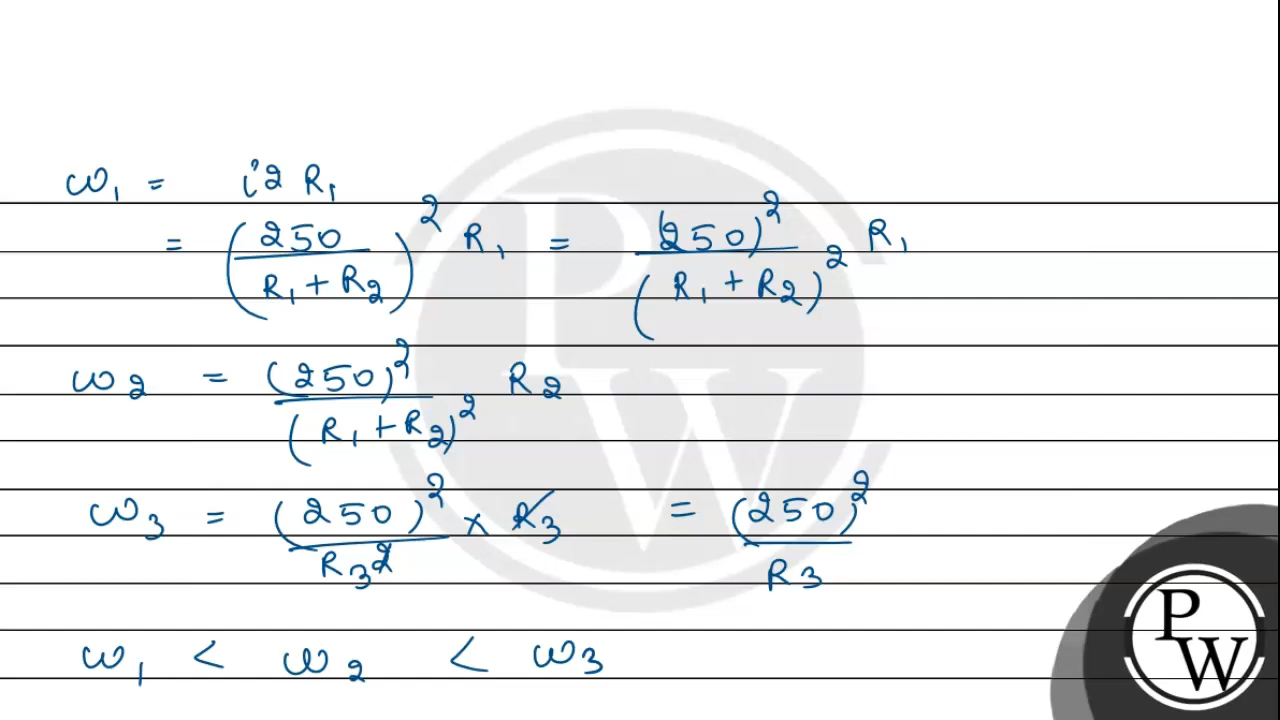 ω₁ = i2 R₁
= (250 / R₁ + R₂)² R₁ = (250)² / (R₁ + R₂)² R₁
ω2 = (250)² / (R₁ + R₂)² R2
ω3 = (250)² / R₃2 × R₃ = (250)² / R3
ω₁ < ω2 < ω3
PW
PW